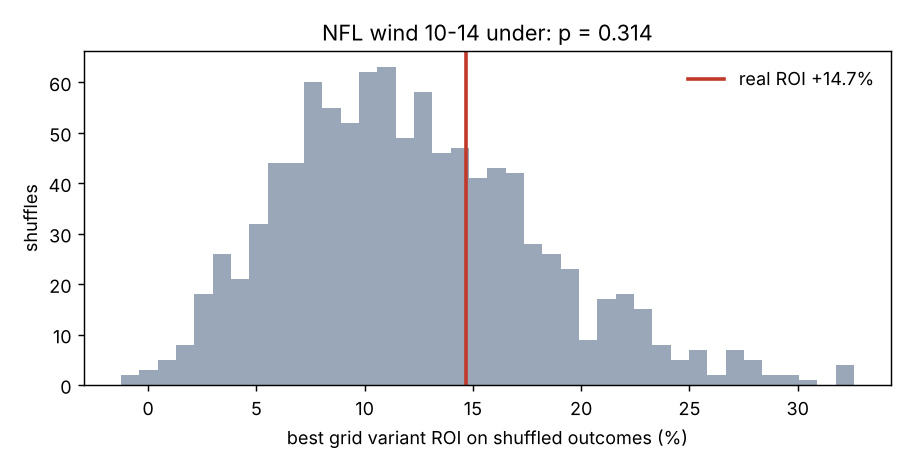 NFL wind 10-14 under: p = 0.314
real ROI +14.7%
shuffles
60
50
40
30
20
10
0
0 5 10 15 20 25 30
best grid variant ROI on shuffled outcomes (%)